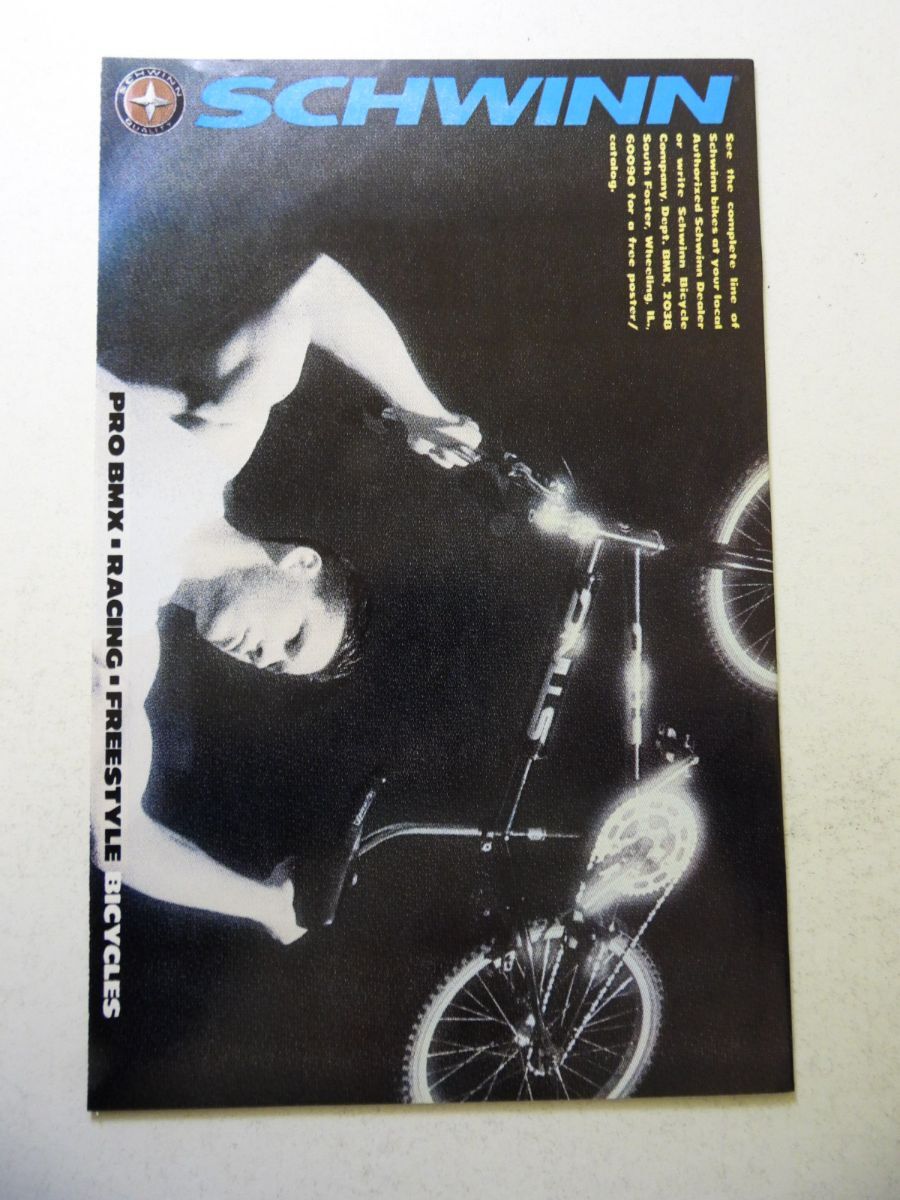 SCHWINN
QUALITY
SCHWINN
See the complete line of
Schwinn bikes at your local
Authorized Schwinn Dealer
or write Schwinn Bicycle
Company, Dept. BMX, 2038
South Foster, Wheeling, IL,
60090 for a free poster/
catalog.
PRO BMX ▪ RACING ▪ FREESTYLE BICYCLES